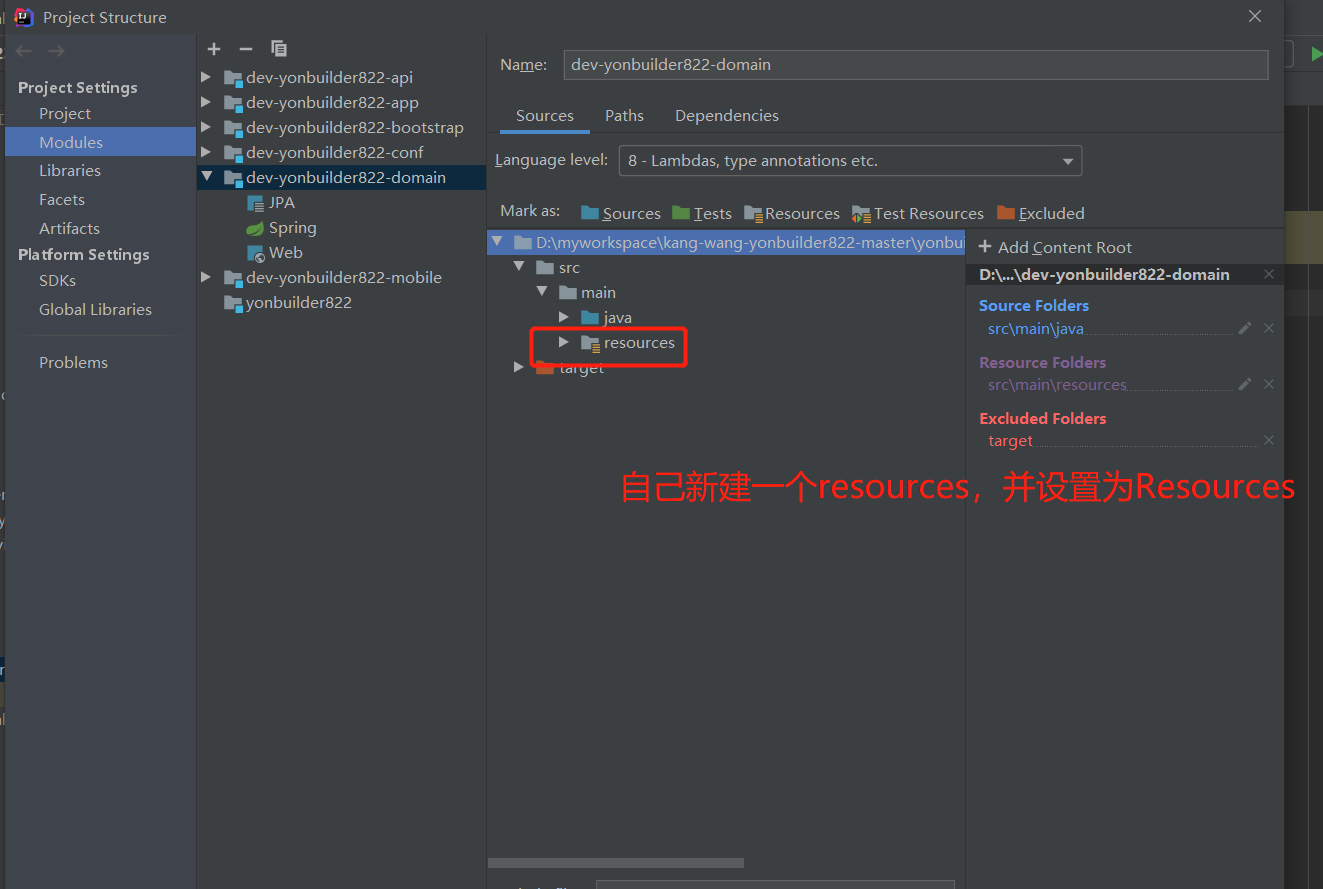 Project Structure
Project Settings
Project
Modules
Libraries
Facets
Artifacts
Platform Settings
SDKs
Global Libraries
Problems
dev-yonbuilder822-api
dev-yonbuilder822-app
dev-yonbuilder822-bootstrap
dev-yonbuilder822-conf
dev-yonbuilder822-domain
JPA
Spring
Web
dev-yonbuilder822-mobile
yonbuilder822
Name: dev-yonbuilder822-domain
Sources Paths Dependencies
Language level: 8 - Lambdas, type annotations etc.
Mark as: Sources Tests Resources Test Resources Excluded
D:\myworkspace\kang-wang-yonbuilder822-master\yonbui
src
main
java
resources
target
+ Add Content Root
D:\...\dev-yonbuilder822-domain
Source Folders
src\main\java
Resource Folders
src\main\resources
Excluded Folders
target
自己新建一个resources，并设置为Resources